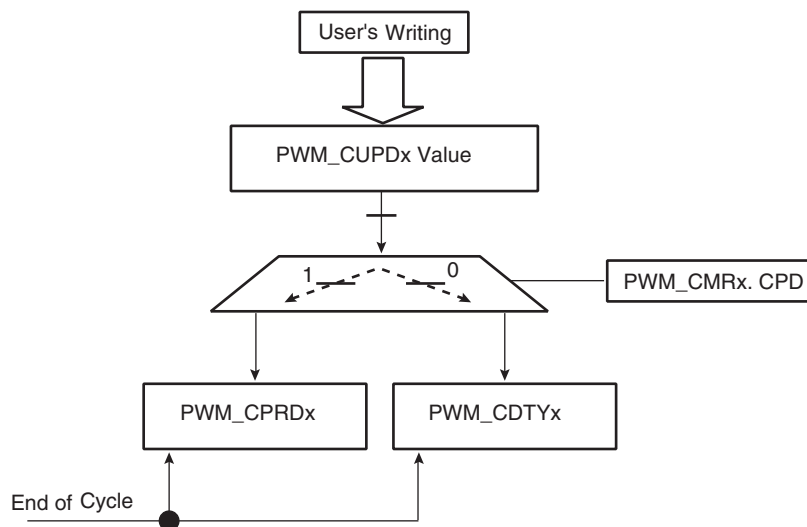 User's Writing
PWM_CUPDx Value
1
0
PWM_CMRx. CPD
PWM_CPRDx
PWM_CDTYx
End of Cycle